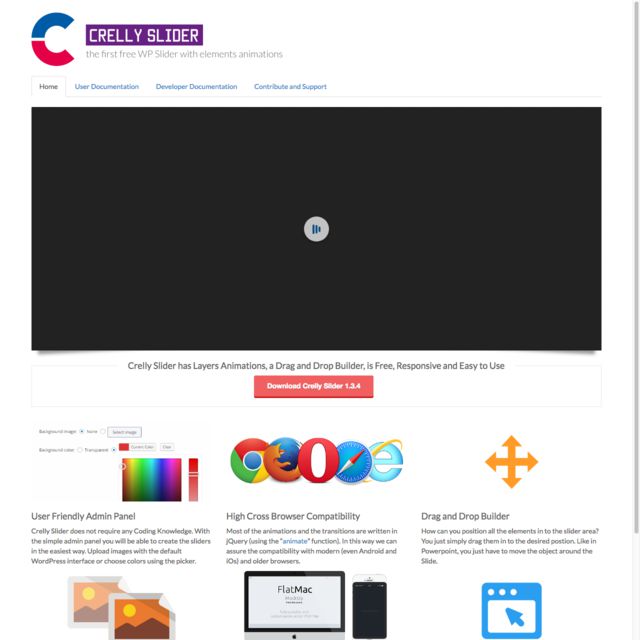 CRELLY SLIDER
the first free WP Slider with elements animations
Home User Documentation Developer Documentation Contribute and Support
Crelly Slider has Layers Animations, a Drag and Drop Builder, is Free, Responsive and Easy to Use
Download Crelly Slider 1.3.4
Background image: None Select image
Background color: Transparent Current Color Clear
User Friendly Admin Panel
Crelly Slider does not require any Coding Knowledge. With
the simple admin panel you will be able to create the sliders
in the easiest way. Upload images with the default
WordPress interface or choose colors using the picker.
High Cross Browser Compatibility
Most of the animations and the transitions are written in
jQuery (using the "animate" function). In this way we can
assure the compatibility with modern (even Android and
iOs) and older browsers.
Drag and Drop Builder
How can you position all the elements in to the slider area?
You just simply drag them in to the desired postion. Like in
Powerpoint, you just have to move the object around the
Slide.
FlatMac
MockUp